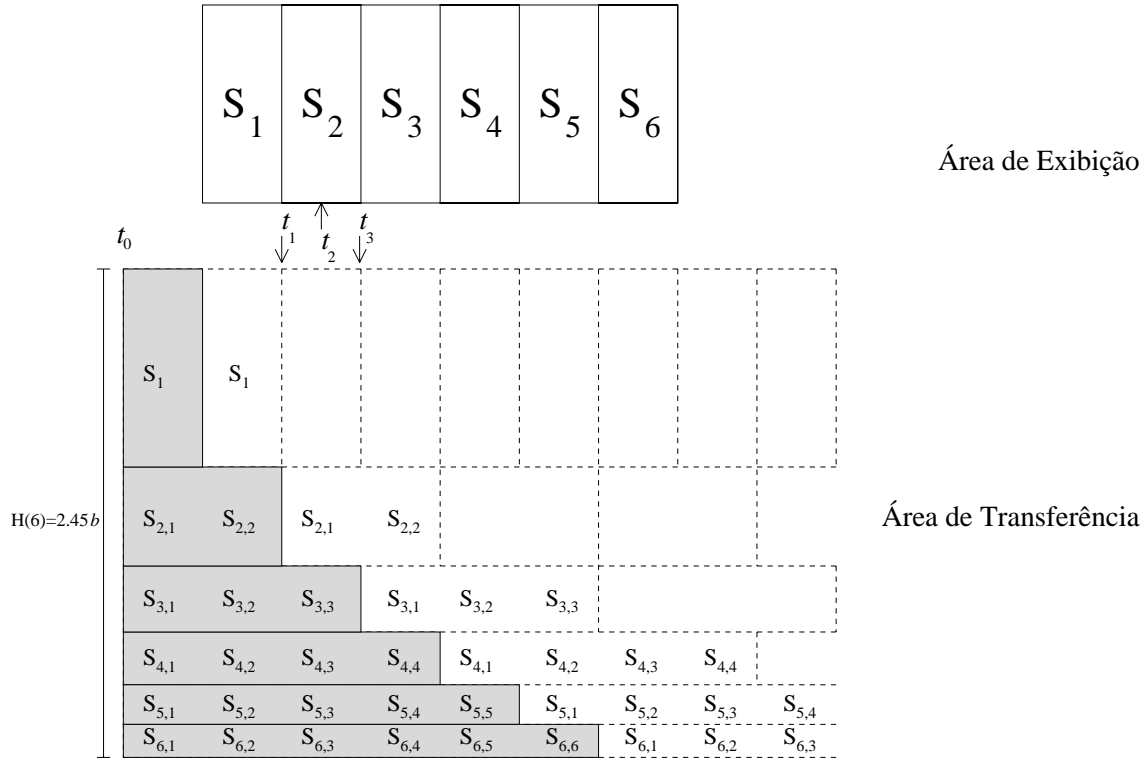 S1 S2 S3 S4 S5 S6
Área de Exibição
t0 t1 t2 t3
S1 S1
H(6)=2.45b
S2,1 S2,2 S2,1 S2,2
Área de Transferência
S3,1 S3,2 S3,3 S3,1 S3,2 S3,3
S4,1 S4,2 S4,3 S4,4 S4,1 S4,2 S4,3 S4,4
S5,1 S5,2 S5,3 S5,4 S5,5 S5,1 S5,2 S5,3 S5,4
S6,1 S6,2 S6,3 S6,4 S6,5 S6,6 S6,1 S6,2 S6,3